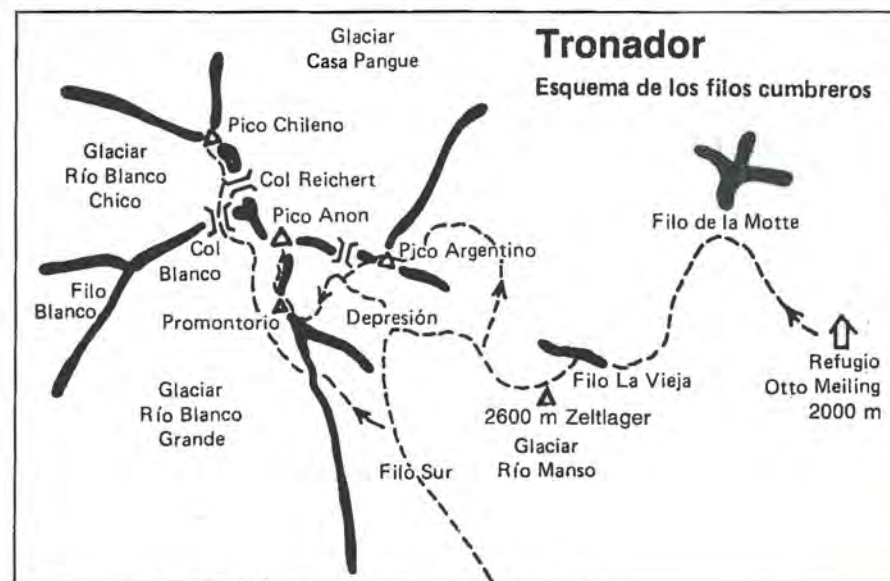 Tronador
Esquema de los filos cumbreros
Glaciar
Casa Pangue
Pico Chileno
Glaciar
Río Blanco
Chico
Col Reichert
Pico Anon
Pico Argentino
Filo de la Motte
Col
Blanco
Filo
Blanco
Promontorio
Depresión
Filo La Vieja
Refugio
Otto Meiling
2000 m
2600 m Zeltlager
Glaciar
Río Manso
Glaciar
Río Blanco
Grande
Filo Sur